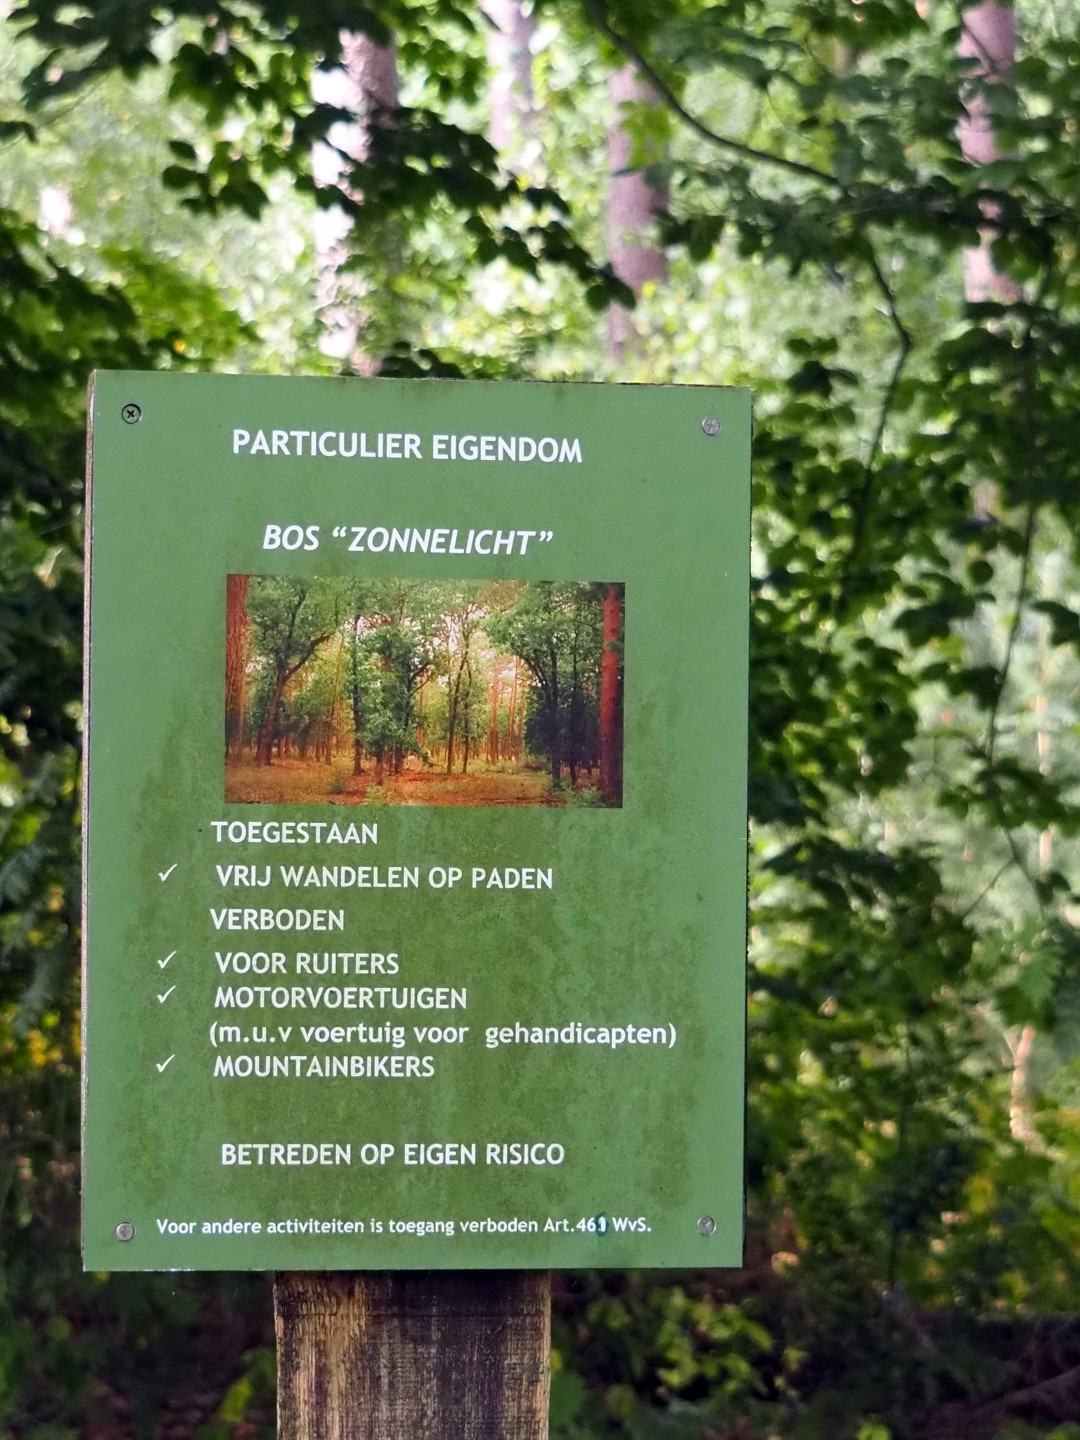 PARTICULIER EIGENDOM
BOS “ZONNELICHT”
TOEGESTAAN
✓ VRIJ WANDELEN OP PADEN
VERBODEN
✓ VOOR RUITERS
✓ MOTORVOERTUIGEN
(m.u.v voertuig voor gehandicapten)
✓ MOUNTAINBIKERS
BETREDEN OP EIGEN RISICO
Voor andere activiteiten is toegang verboden Art.461 WvS.